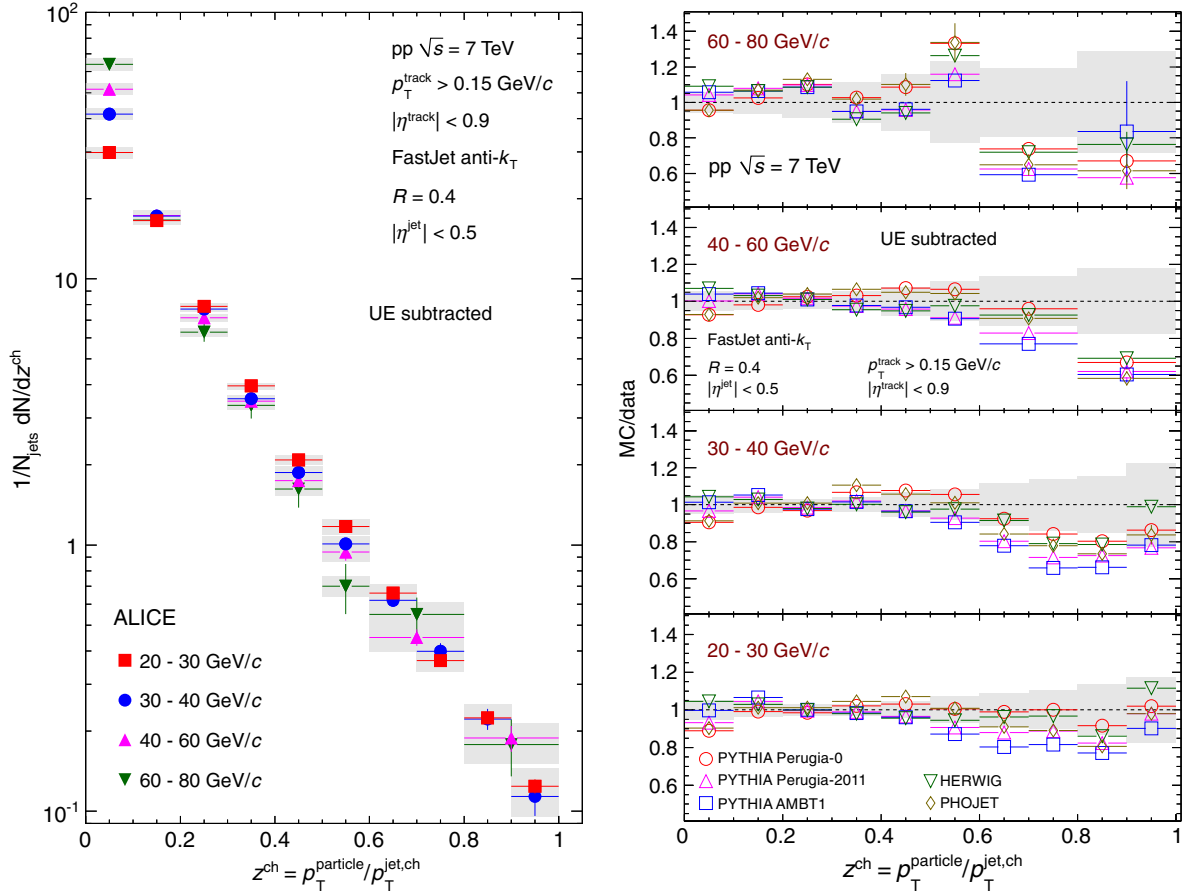 10²
10
1
10⁻¹
1/N_jets dN/dz^ch
pp √s = 7 TeV
p_T^track > 0.15 GeV/c
|η^track| < 0.9
FastJet anti-k_T
R = 0.4
|η^jet| < 0.5
UE subtracted
ALICE
20 - 30 GeV/c
30 - 40 GeV/c
40 - 60 GeV/c
60 - 80 GeV/c
0 0.2 0.4 0.6 0.8 1
z^ch = p_T^particle/p_T^jet,ch
MC/data
60 - 80 GeV/c
1.4
1.2
1
0.8
0.6
pp √s = 7 TeV
40 - 60 GeV/c
UE subtracted
1.4
1.2
1
0.8
0.6
FastJet anti-k_T
R = 0.4
|η^jet| < 0.5
p_T^track > 0.15 GeV/c
|η^track| < 0.9
30 - 40 GeV/c
1.4
1.2
1
0.8
0.6
20 - 30 GeV/c
1.4
1.2
1
0.8
0.6
PYTHIA Perugia-0
PYTHIA Perugia-2011
PYTHIA AMBT1
HERWIG
PHOJET
0 0.2 0.4 0.6 0.8 1
z^ch = p_T^particle/p_T^jet,ch